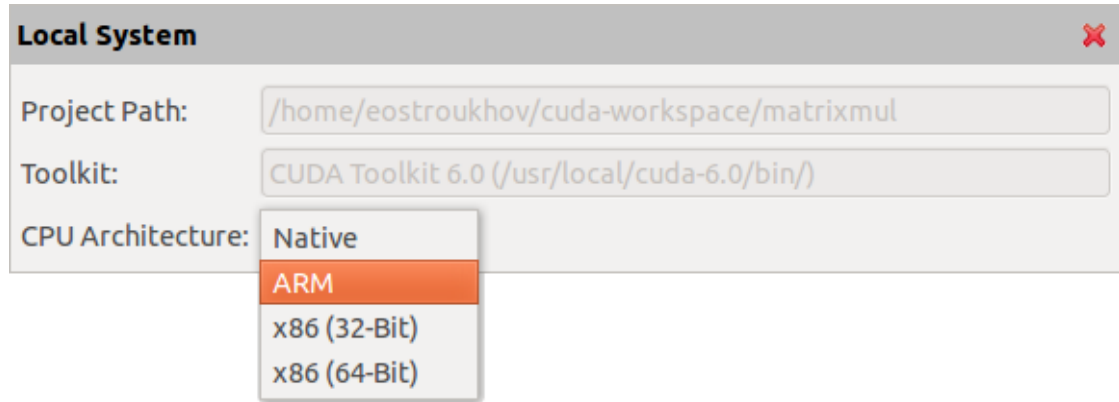 Local System
Project Path: /home/eostroukhov/cuda-workspace/matrixmul
Toolkit: CUDA Toolkit 6.0 (/usr/local/cuda-6.0/bin/)
CPU Architecture: Native
ARM
x86 (32-Bit)
x86 (64-Bit)